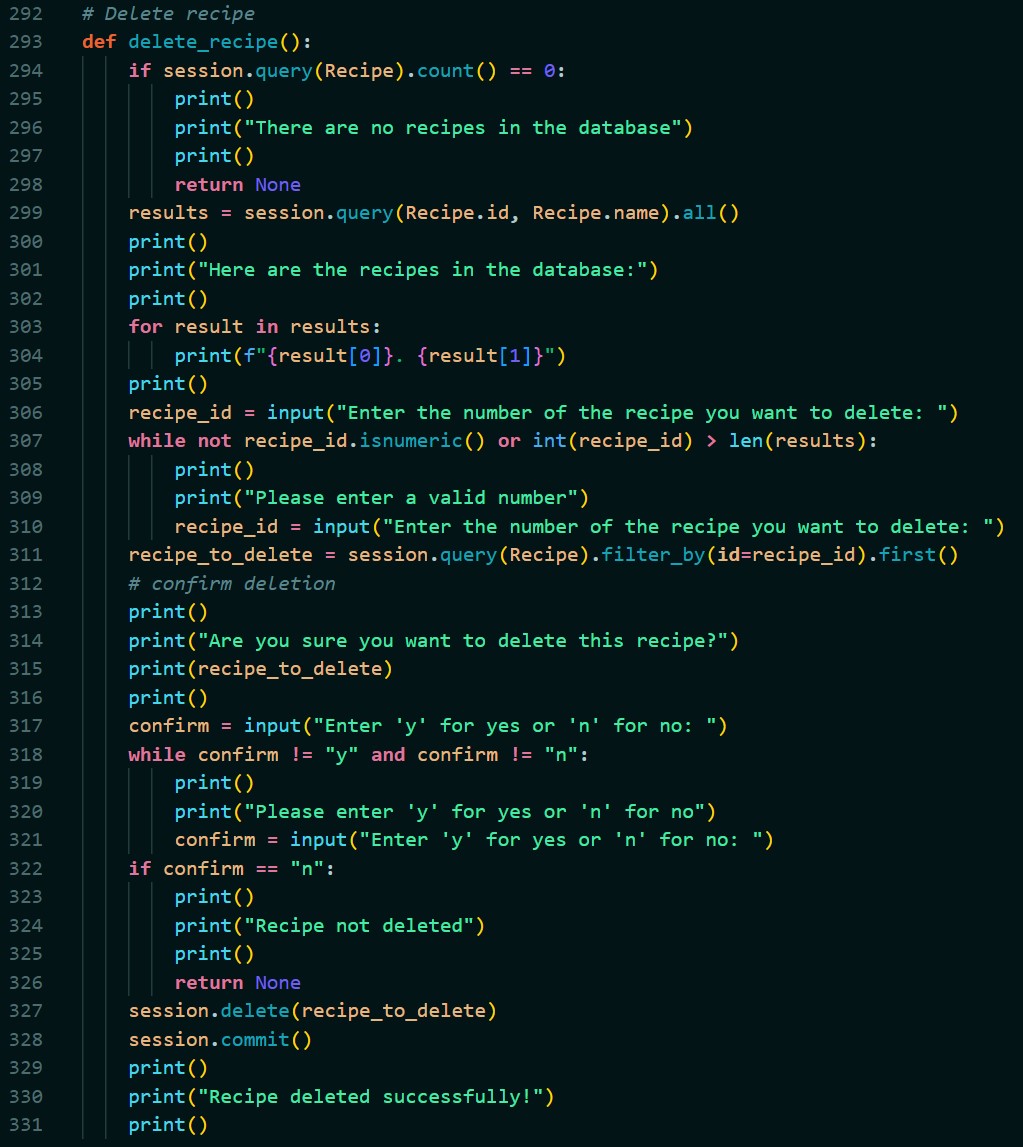 292 # Delete recipe
293 def delete_recipe():
294     if session.query(Recipe).count() == 0:
295         print()
296         print("There are no recipes in the database")
297         print()
298         return None
299     results = session.query(Recipe.id, Recipe.name).all()
300     print()
301     print("Here are the recipes in the database:")
302     print()
303     for result in results:
304         print(f"{result[0]}. {result[1]}")
305     print()
306     recipe_id = input("Enter the number of the recipe you want to delete: ")
307     while not recipe_id.isnumeric() or int(recipe_id) > len(results):
308         print()
309         print("Please enter a valid number")
310         recipe_id = input("Enter the number of the recipe you want to delete: ")
311     recipe_to_delete = session.query(Recipe).filter_by(id=recipe_id).first()
312     # confirm deletion
313     print()
314     print("Are you sure you want to delete this recipe?")
315     print(recipe_to_delete)
316     print()
317     confirm = input("Enter 'y' for yes or 'n' for no: ")
318     while confirm != "y" and confirm != "n":
319         print()
320         print("Please enter 'y' for yes or 'n' for no")
321         confirm = input("Enter 'y' for yes or 'n' for no: ")
322     if confirm == "n":
323         print()
324         print("Recipe not deleted")
325         print()
326         return None
327     session.delete(recipe_to_delete)
328     session.commit()
329     print()
330     print("Recipe deleted successfully!")
331     print()